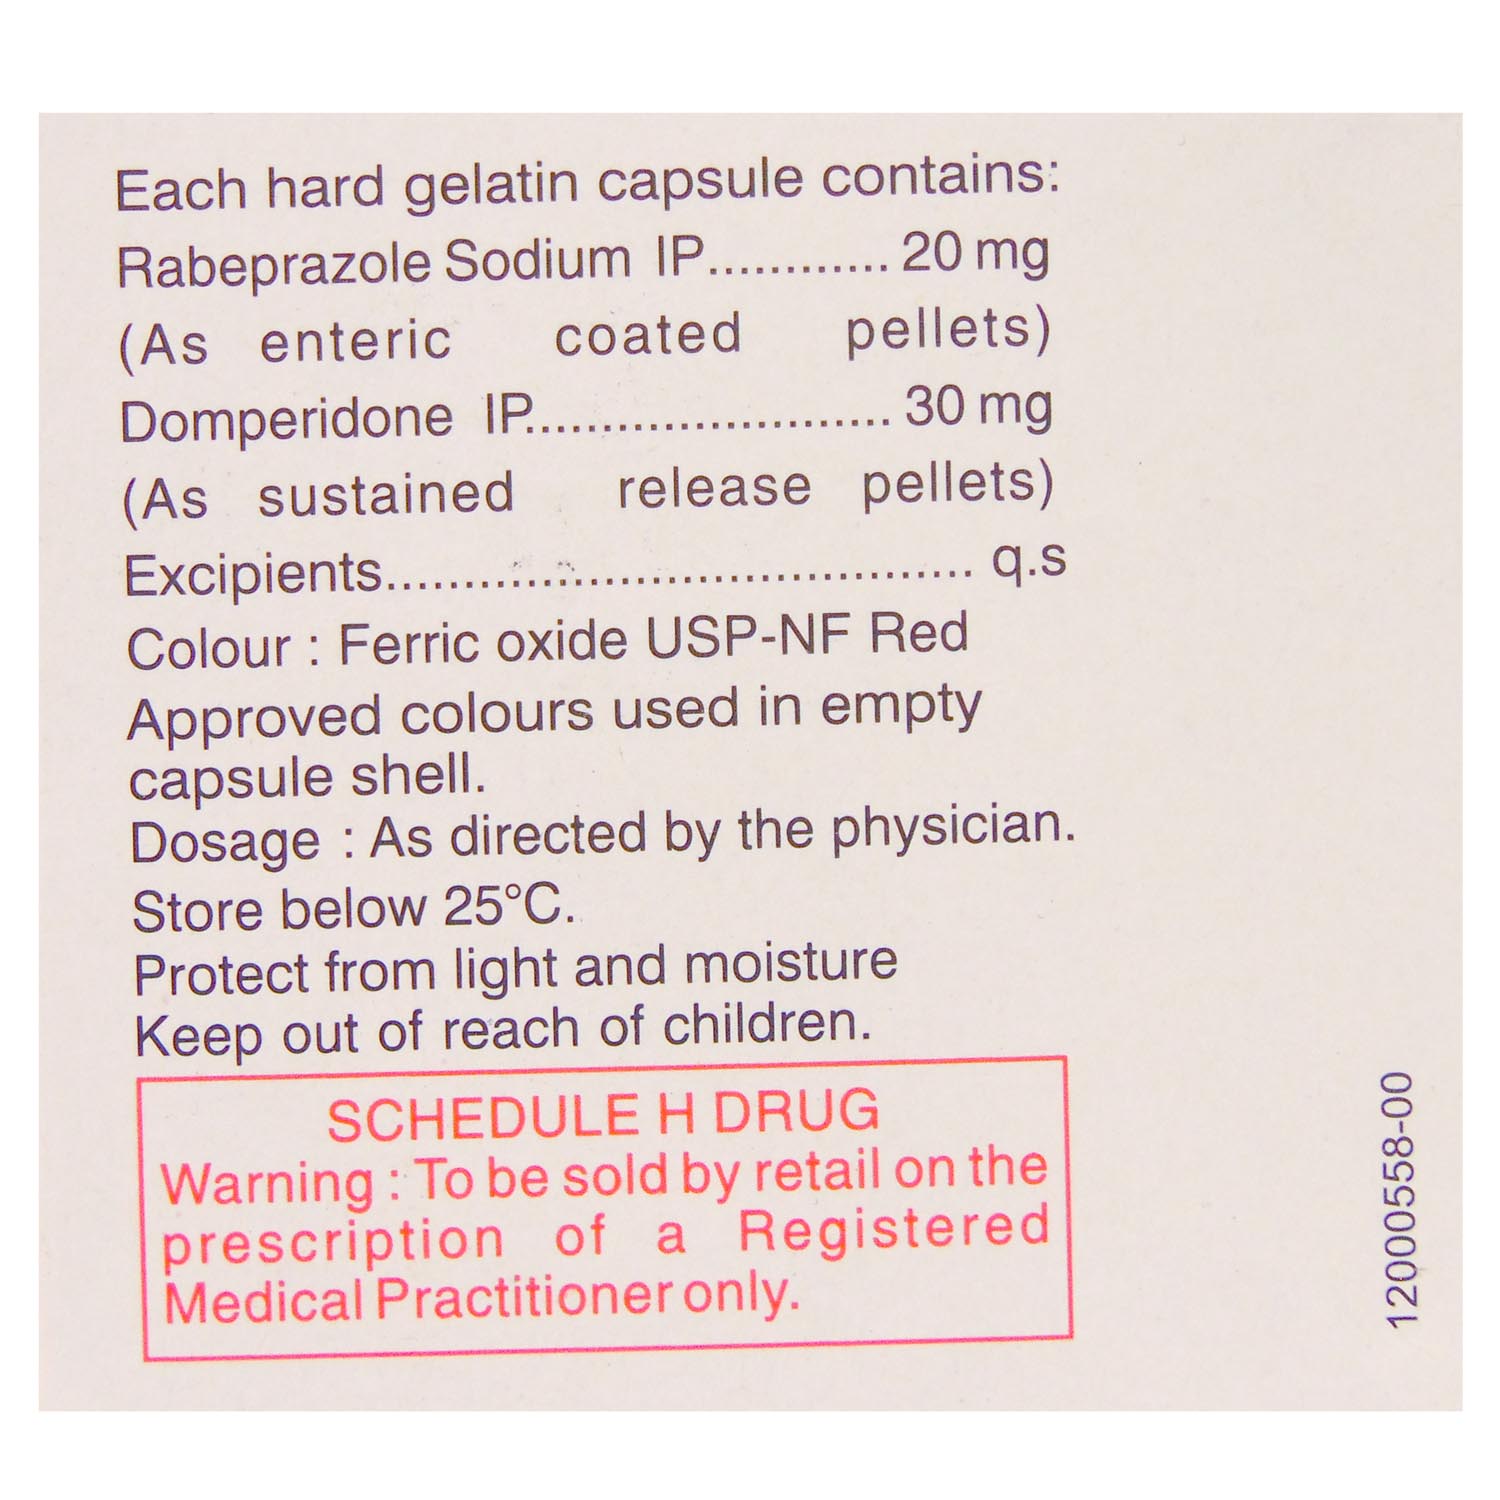 Each hard gelatin capsule contains:
Rabeprazole Sodium IP............ 20 mg
(As enteric coated pellets)
Domperidone IP........................ 30 mg
(As sustained release pellets)
Excipients...................................... q.s
Colour : Ferric oxide USP-NF Red
Approved colours used in empty
capsule shell.
Dosage : As directed by the physician.
Store below 25°C.
Protect from light and moisture
Keep out of reach of children.
SCHEDULE H DRUG
Warning : To be sold by retail on the
prescription of a Registered
Medical Practitioner only.
1200558-00